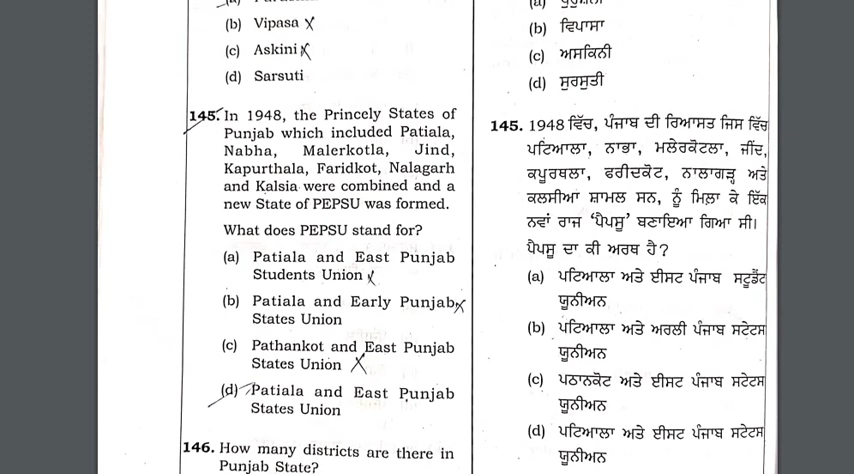 (b) Vipasa
(c) Askini
(d) Sarsuti
145. In 1948, the Princely States of
Punjab which included Patiala,
Nabha, Malerkotla, Jind,
Kapurthala, Faridkot, Nalagarh
and Kalsia were combined and a
new State of PEPSU was formed.
What does PEPSU stand for?
(a) Patiala and East Punjab
Students Union
(b) Patiala and Early Punjab
States Union
(c) Pathankot and East Punjab
States Union
(d) Patiala and East Punjab
States Union
146. How many districts are there in
Punjab State?
(b) ਵਿਪਾਸਾ
(c) ਅਸਕਿਨੀ
(d) ਸੁਰਸੁਤੀ
145. 1948 ਵਿੱਚ, ਪੰਜਾਬ ਦੀ ਰਿਆਸਤ ਜਿਸ ਵਿੱਚ
ਪਟਿਆਲਾ, ਨਾਭਾ, ਮਲੇਰਕੋਟਲਾ, ਜੀਂਦ,
ਕਪੂਰਥਲਾ, ਫਰੀਦਕੋਟ, ਨਾਲਾਗੜ੍ਹ ਅਤੇ
ਕਲਸੀਆਂ ਸ਼ਾਮਲ ਸਨ, ਨੂੰ ਮਿਲਾ ਕੇ ਇੱਕ
ਨਵਾਂ ਰਾਜ 'ਪੈਪਸੂ' ਬਣਾਇਆ ਗਿਆ ਸੀ।
ਪੈਪਸੂ ਦਾ ਕੀ ਅਰਥ ਹੈ?
(a) ਪਟਿਆਲਾ ਅਤੇ ਈਸਟ ਪੰਜਾਬ ਸਟੂਡੈਂਟ
ਯੂਨੀਅਨ
(b) ਪਟਿਆਲਾ ਅਤੇ ਅਰਲੀ ਪੰਜਾਬ ਸਟੇਟਸ
ਯੂਨੀਅਨ
(c) ਪਠਾਨਕੋਟ ਅਤੇ ਈਸਟ ਪੰਜਾਬ ਸਟੇਟਸ
ਯੂਨੀਅਨ
(d) ਪਟਿਆਲਾ ਅਤੇ ਈਸਟ ਪੰਜਾਬ ਸਟੇਟਸ
ਯੂਨੀਅਨ